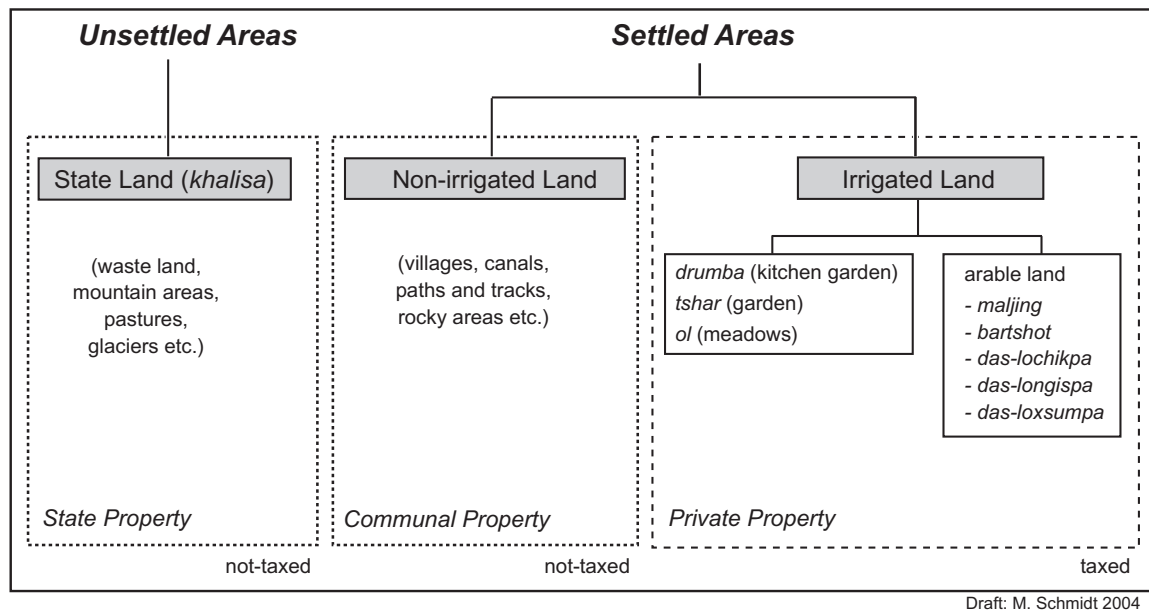 Unsettled Areas
Settled Areas
State Land (khalisa)
(waste land,
mountain areas,
pastures,
glaciers etc.)
State Property
not-taxed
Non-irrigated Land
(villages, canals,
paths and tracks,
rocky areas etc.)
Communal Property
not-taxed
Irrigated Land
drumba (kitchen garden)
tshar (garden)
ol (meadows)
arable land
- maljing
- bartshot
- das-lochikpa
- das-longispa
- das-loxsumpa
Private Property
taxed
Draft: M. Schmidt 2004